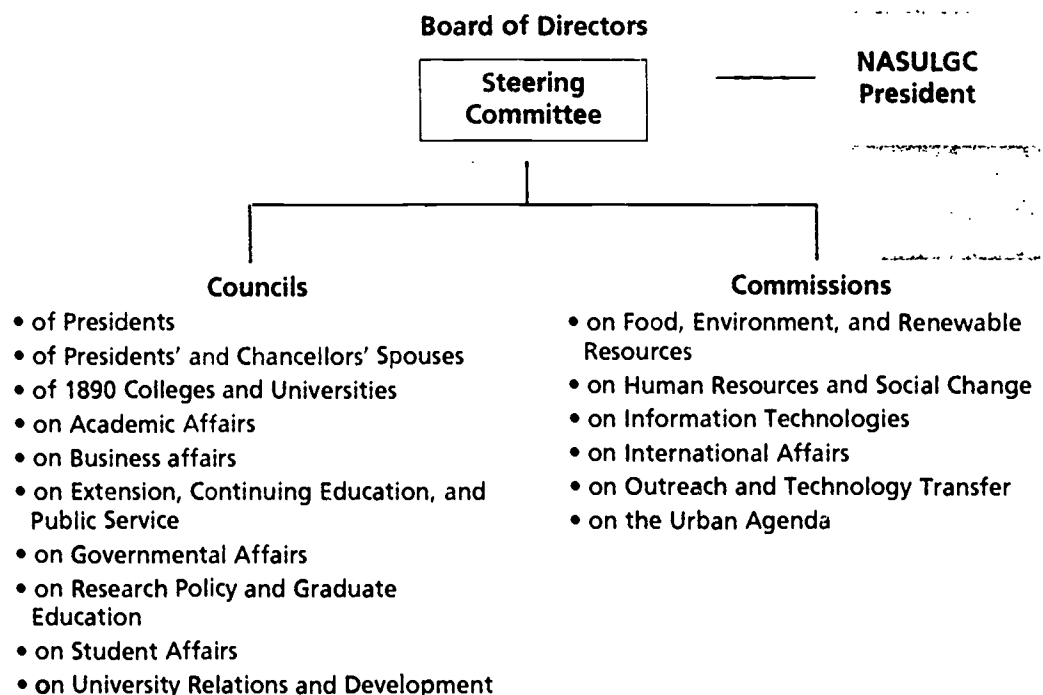 Board of Directors
Steering
Committee
NASULGC
President
Councils
• of Presidents
• of Presidents' and Chancellors' Spouses
• of 1890 Colleges and Universities
• on Academic Affairs
• on Business affairs
• on Extension, Continuing Education, and
Public Service
• on Governmental Affairs
• on Research Policy and Graduate
Education
• on Student Affairs
• on University Relations and Development
Commissions
• on Food, Environment, and Renewable
Resources
• on Human Resources and Social Change
• on Information Technologies
• on International Affairs
• on Outreach and Technology Transfer
• on the Urban Agenda